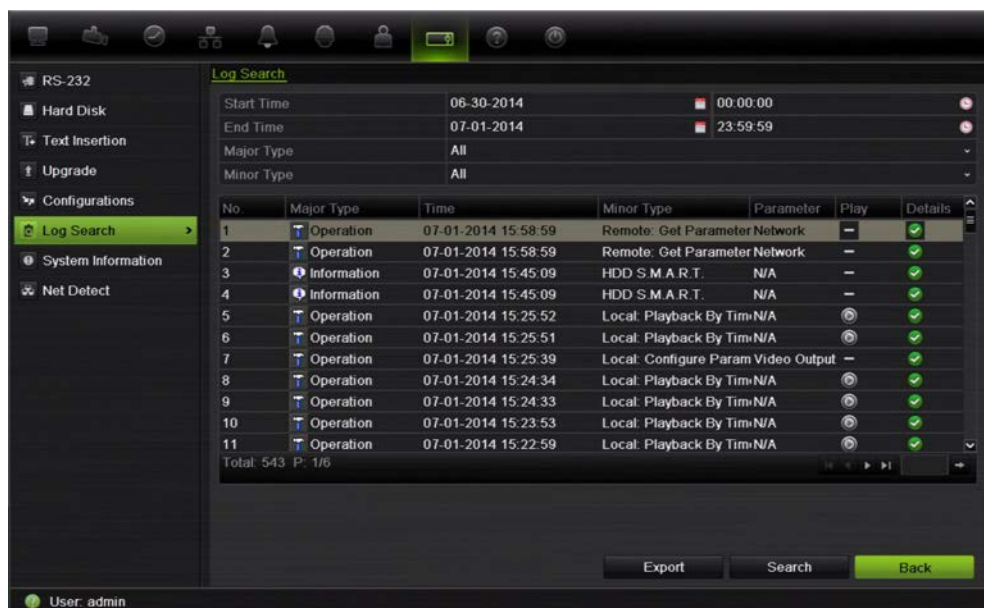 RS-232
Hard Disk
Text Insertion
Upgrade
Configurations
Log Search
System Information
Net Detect
Log Search
Start Time 06-30-2014 00:00:00
End Time 07-01-2014 23:59:59
Major Type All
Minor Type All
No. Major Type Time Minor Type Parameter Play Details
1 Operation 07-01-2014 15:58:59 Remote: Get Parameter Network
2 Operation 07-01-2014 15:58:59 Remote: Get Parameter Network
3 Information 07-01-2014 15:45:09 HDD S.M.A.R.T. N/A
4 Information 07-01-2014 15:45:09 HDD S.M.A.R.T. N/A
5 Operation 07-01-2014 15:25:52 Local: Playback By Tim N/A
6 Operation 07-01-2014 15:25:51 Local: Playback By Tim N/A
7 Operation 07-01-2014 15:25:39 Local: Configure Param Video Output
8 Operation 07-01-2014 15:24:34 Local: Playback By Tim N/A
9 Operation 07-01-2014 15:24:33 Local: Playback By Tim N/A
10 Operation 07-01-2014 15:23:53 Local: Playback By Tim N/A
11 Operation 07-01-2014 15:22:59 Local: Playback By Tim N/A
Total: 543 P: 1/6
Export Search Back
User: admin